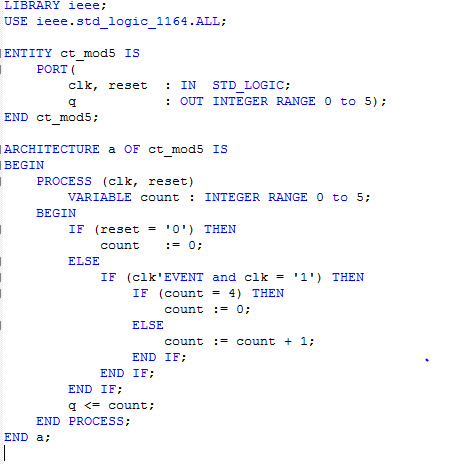 LIBRARY ieee;
USE ieee.std_logic_1164.ALL;
ENTITY ct_mod5 IS
PORT(
clk, reset : IN STD_LOGIC;
q : OUT INTEGER RANGE 0 to 5);
END ct_mod5;
ARCHITECTURE a OF ct_mod5 IS
BEGIN
PROCESS (clk, reset)
VARIABLE count : INTEGER RANGE 0 to 5;
BEGIN
IF (reset = '0') THEN
count := 0;
ELSE
IF (clk'EVENT and clk = '1') THEN
IF (count = 4) THEN
count := 0;
ELSE
count := count + 1;
END IF;
END IF;
END IF;
q <= count;
END PROCESS;
END a;